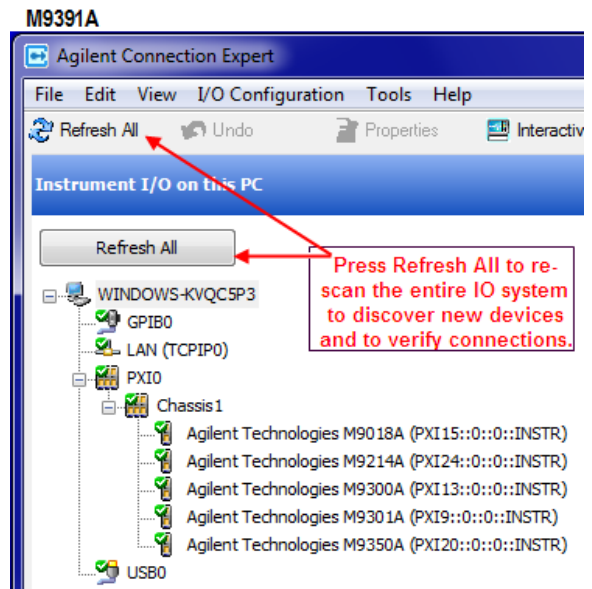 M9391A
Agilent Connection Expert
File Edit View I/O Configuration Tools Help
Refresh All Undo Properties Interactiv
Instrument I/O on this PC
Refresh All
Press Refresh All to re-
scan the entire IO system
to discover new devices
and to verify connections.
WINDOWS-KVQC5P3
GPIB0
LAN (TCPIP0)
PXI0
Chassis1
Agilent Technologies M9018A (PXI15::0::0::INSTR)
Agilent Technologies M9214A (PXI24::0::0::INSTR)
Agilent Technologies M9300A (PXI13::0::0::INSTR)
Agilent Technologies M9301A (PXI9::0::0::INSTR)
Agilent Technologies M9350A (PXI20::0::0::INSTR)
USB0